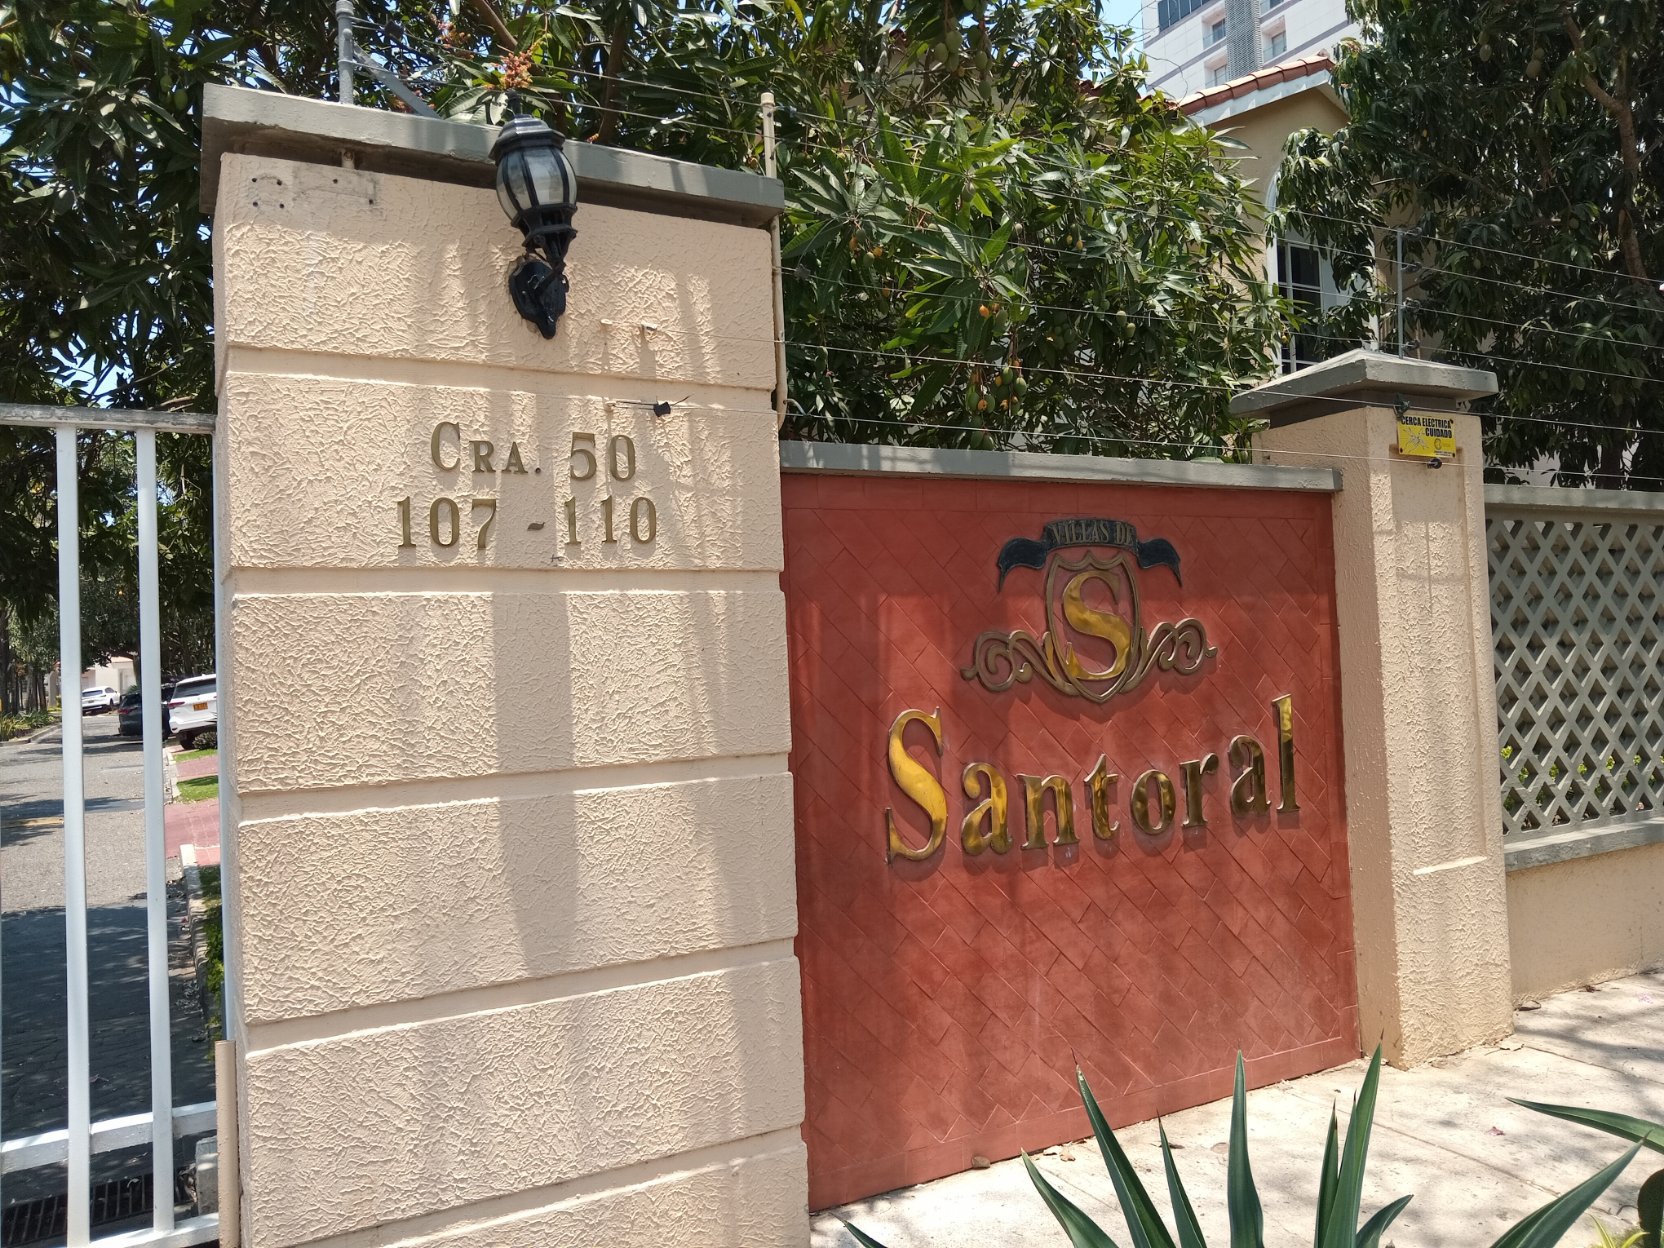 CRA. 50
107 - 110
VILLAS DE
S
Santoral
CERCA ELECTRICA
CUIDADO